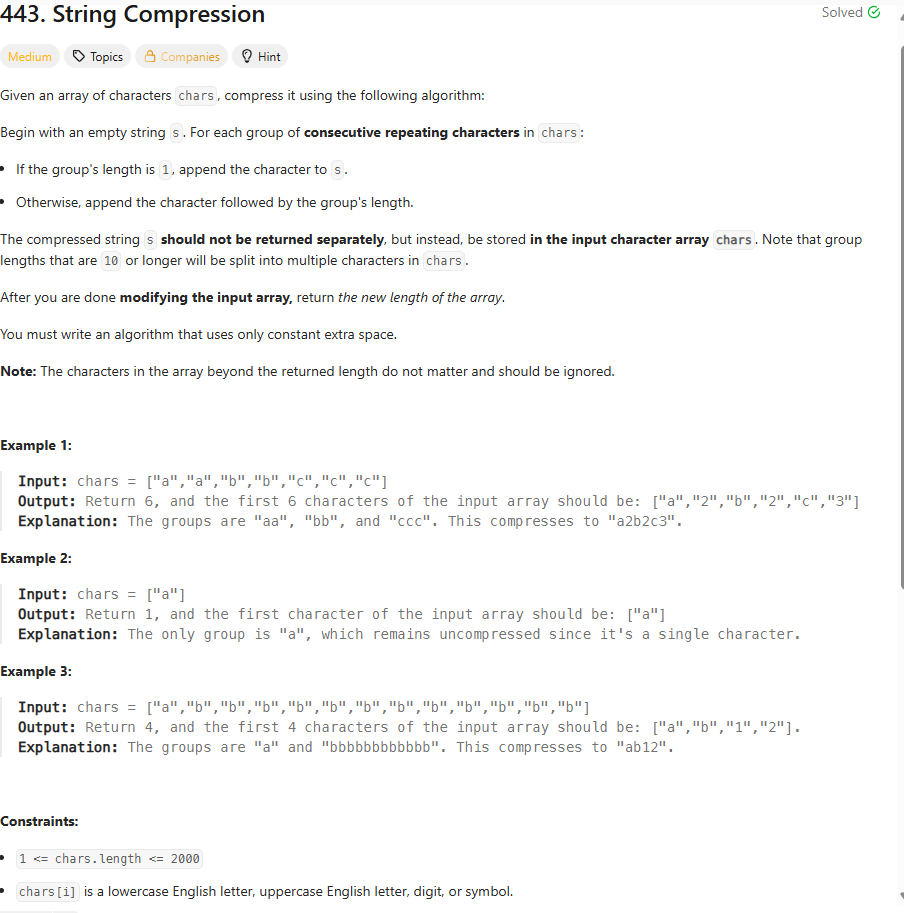 443. String Compression
Solved
Medium Topics Companies Hint
Given an array of characters chars, compress it using the following algorithm:
Begin with an empty string s. For each group of consecutive repeating characters in chars:
• If the group's length is 1, append the character to s.
• Otherwise, append the character followed by the group's length.
The compressed string s should not be returned separately, but instead, be stored in the input character array chars. Note that group
lengths that are 10 or longer will be split into multiple characters in chars.
After you are done modifying the input array, return the new length of the array.
You must write an algorithm that uses only constant extra space.
Note: The characters in the array beyond the returned length do not matter and should be ignored.
Example 1:
Input: chars = ["a","a","b","b","c","c","c"]
Output: Return 6, and the first 6 characters of the input array should be: ["a","2","b","2","c","3"]
Explanation: The groups are "aa", "bb", and "ccc". This compresses to "a2b2c3".
Example 2:
Input: chars = ["a"]
Output: Return 1, and the first character of the input array should be: ["a"]
Explanation: The only group is "a", which remains uncompressed since it's a single character.
Example 3:
Input: chars = ["a","b","b","b","b","b","b","b","b","b","b","b","b"]
Output: Return 4, and the first 4 characters of the input array should be: ["a","b","1","2"].
Explanation: The groups are "a" and "bbbbbbbbbbbb". This compresses to "ab12".
Constraints:
• 1 <= chars.length <= 2000
• chars[i] is a lowercase English letter, uppercase English letter, digit, or symbol.